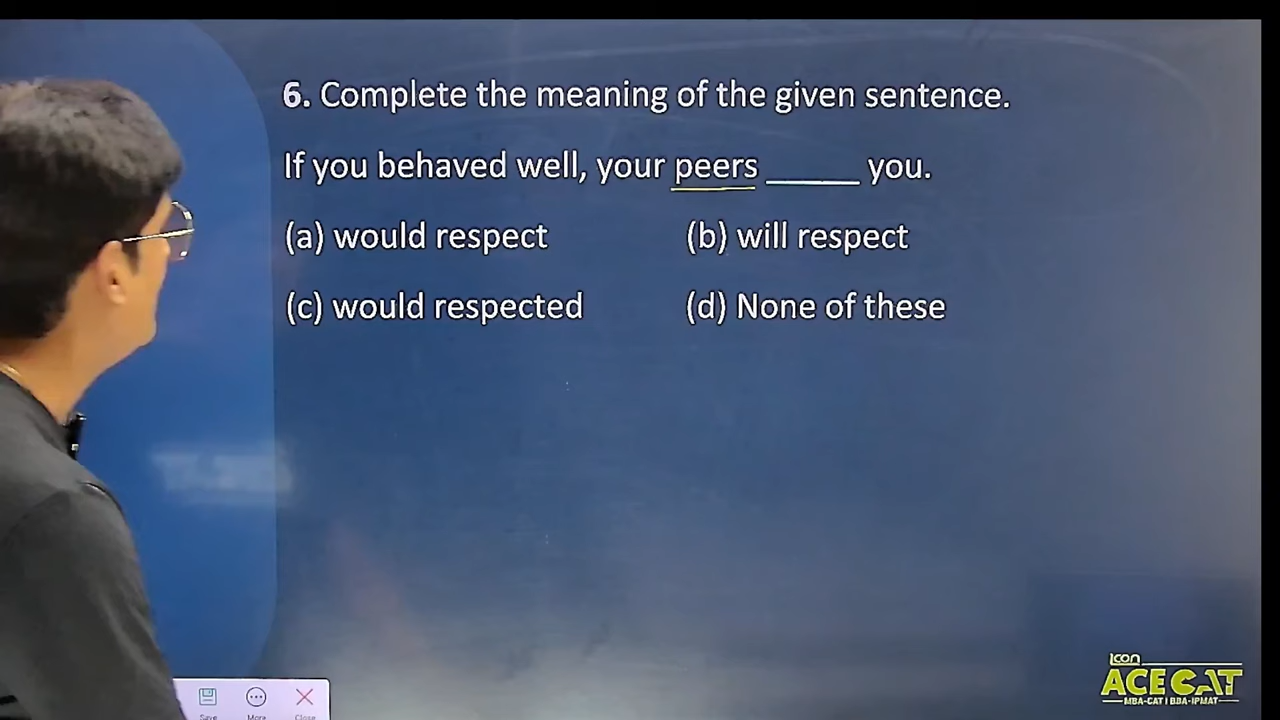 6. Complete the meaning of the given sentence.
If you behaved well, your peers ______ you.
(a) would respect (b) will respect
(c) would respected (d) None of these
Save More Close
Icon
ACE CAT
MBA-CAT | BBA-IPMAT